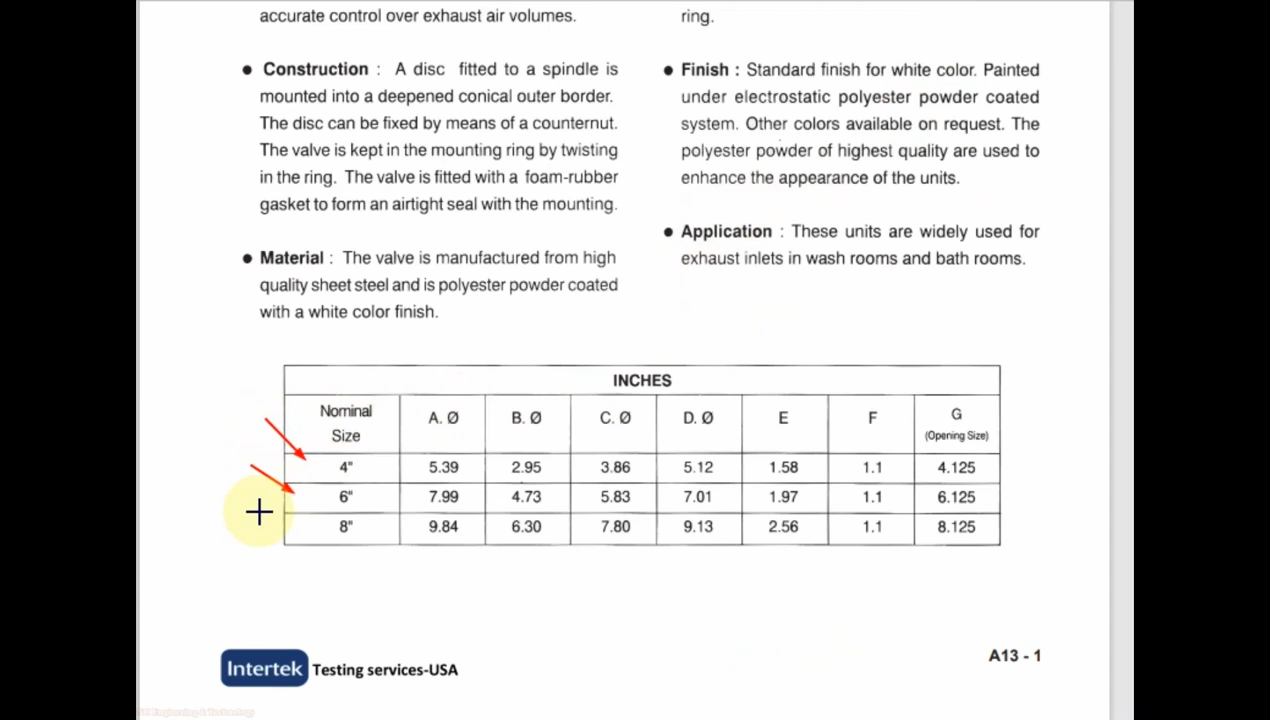 accurate control over exhaust air volumes.
● Construction : A disc fitted to a spindle is
mounted into a deepened conical outer border.
The disc can be fixed by means of a counternut.
The valve is kept in the mounting ring by twisting
in the ring. The valve is fitted with a foam-rubber
gasket to form an airtight seal with the mounting.
● Material : The valve is manufactured from high
quality sheet steel and is polyester powder coated
with a white color finish.
ring.
● Finish : Standard finish for white color. Painted
under electrostatic polyester powder coated
system. Other colors available on request. The
polyester powder of highest quality are used to
enhance the appearance of the units.
● Application : These units are widely used for
exhaust inlets in wash rooms and bath rooms.
INCHES
Nominal Size A. Ø B. Ø C. Ø D. Ø E F G (Opening Size)
4" 5.39 2.95 3.86 5.12 1.58 1.1 4.125
6" 7.99 4.73 5.83 7.01 1.97 1.1 6.125
8" 9.84 6.30 7.80 9.13 2.56 1.1 8.125
A13 - 1
Intertek Testing services-USA
Engineering & Technology